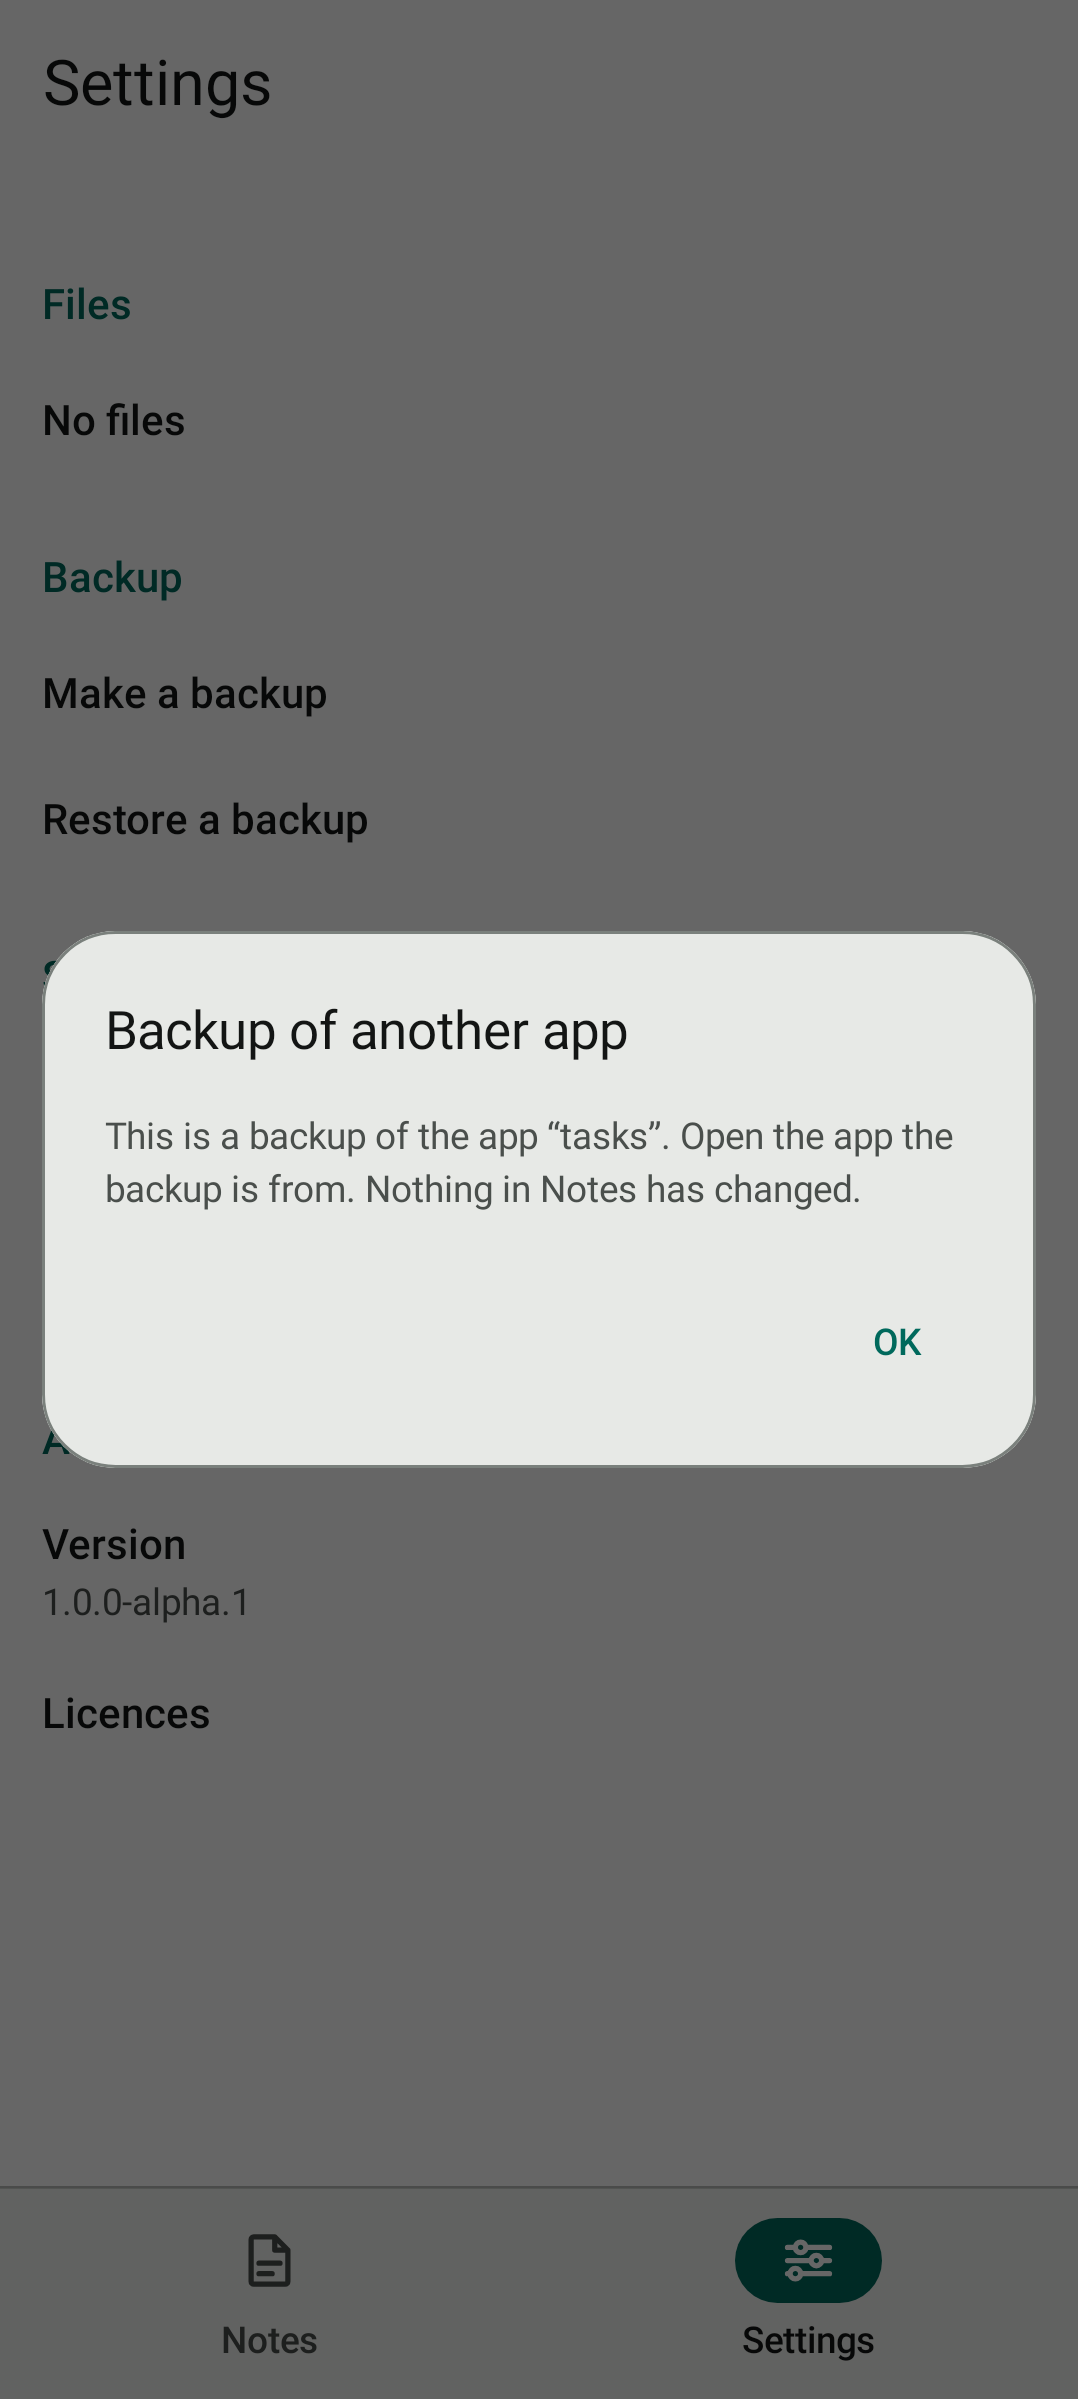 Settings
Files
No files
Backup
Make a backup
Restore a backup
Backup of another app
This is a backup of the app “tasks”. Open the app the
backup is from. Nothing in Notes has changed.
OK
Version
1.0.0-alpha.1
Licences
Notes
Settings